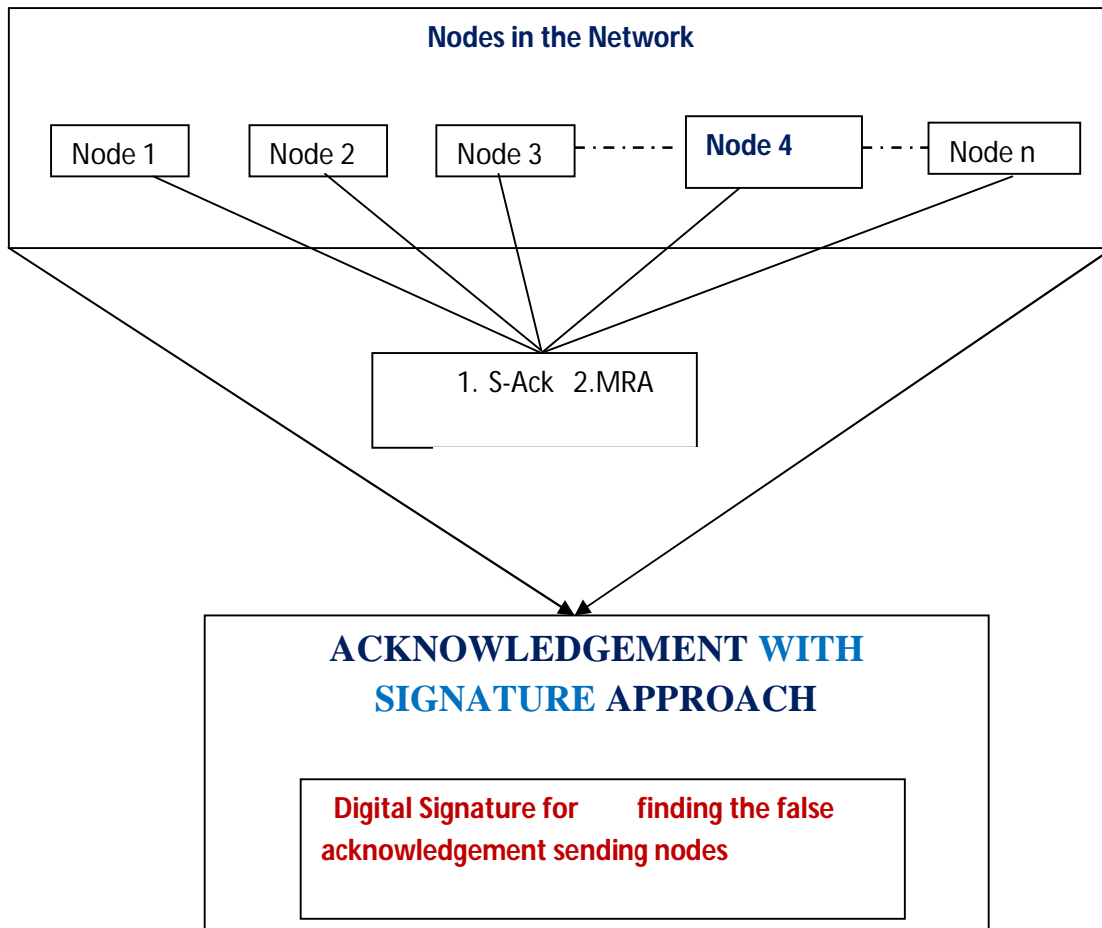 Nodes in the Network
Node 1
Node 2
Node 3
Node 4
Node n
1. S-Ack 2.MRA
ACKNOWLEDGEMENT WITH
SIGNATURE APPROACH
Digital Signature for finding the false
acknowledgement sending nodes